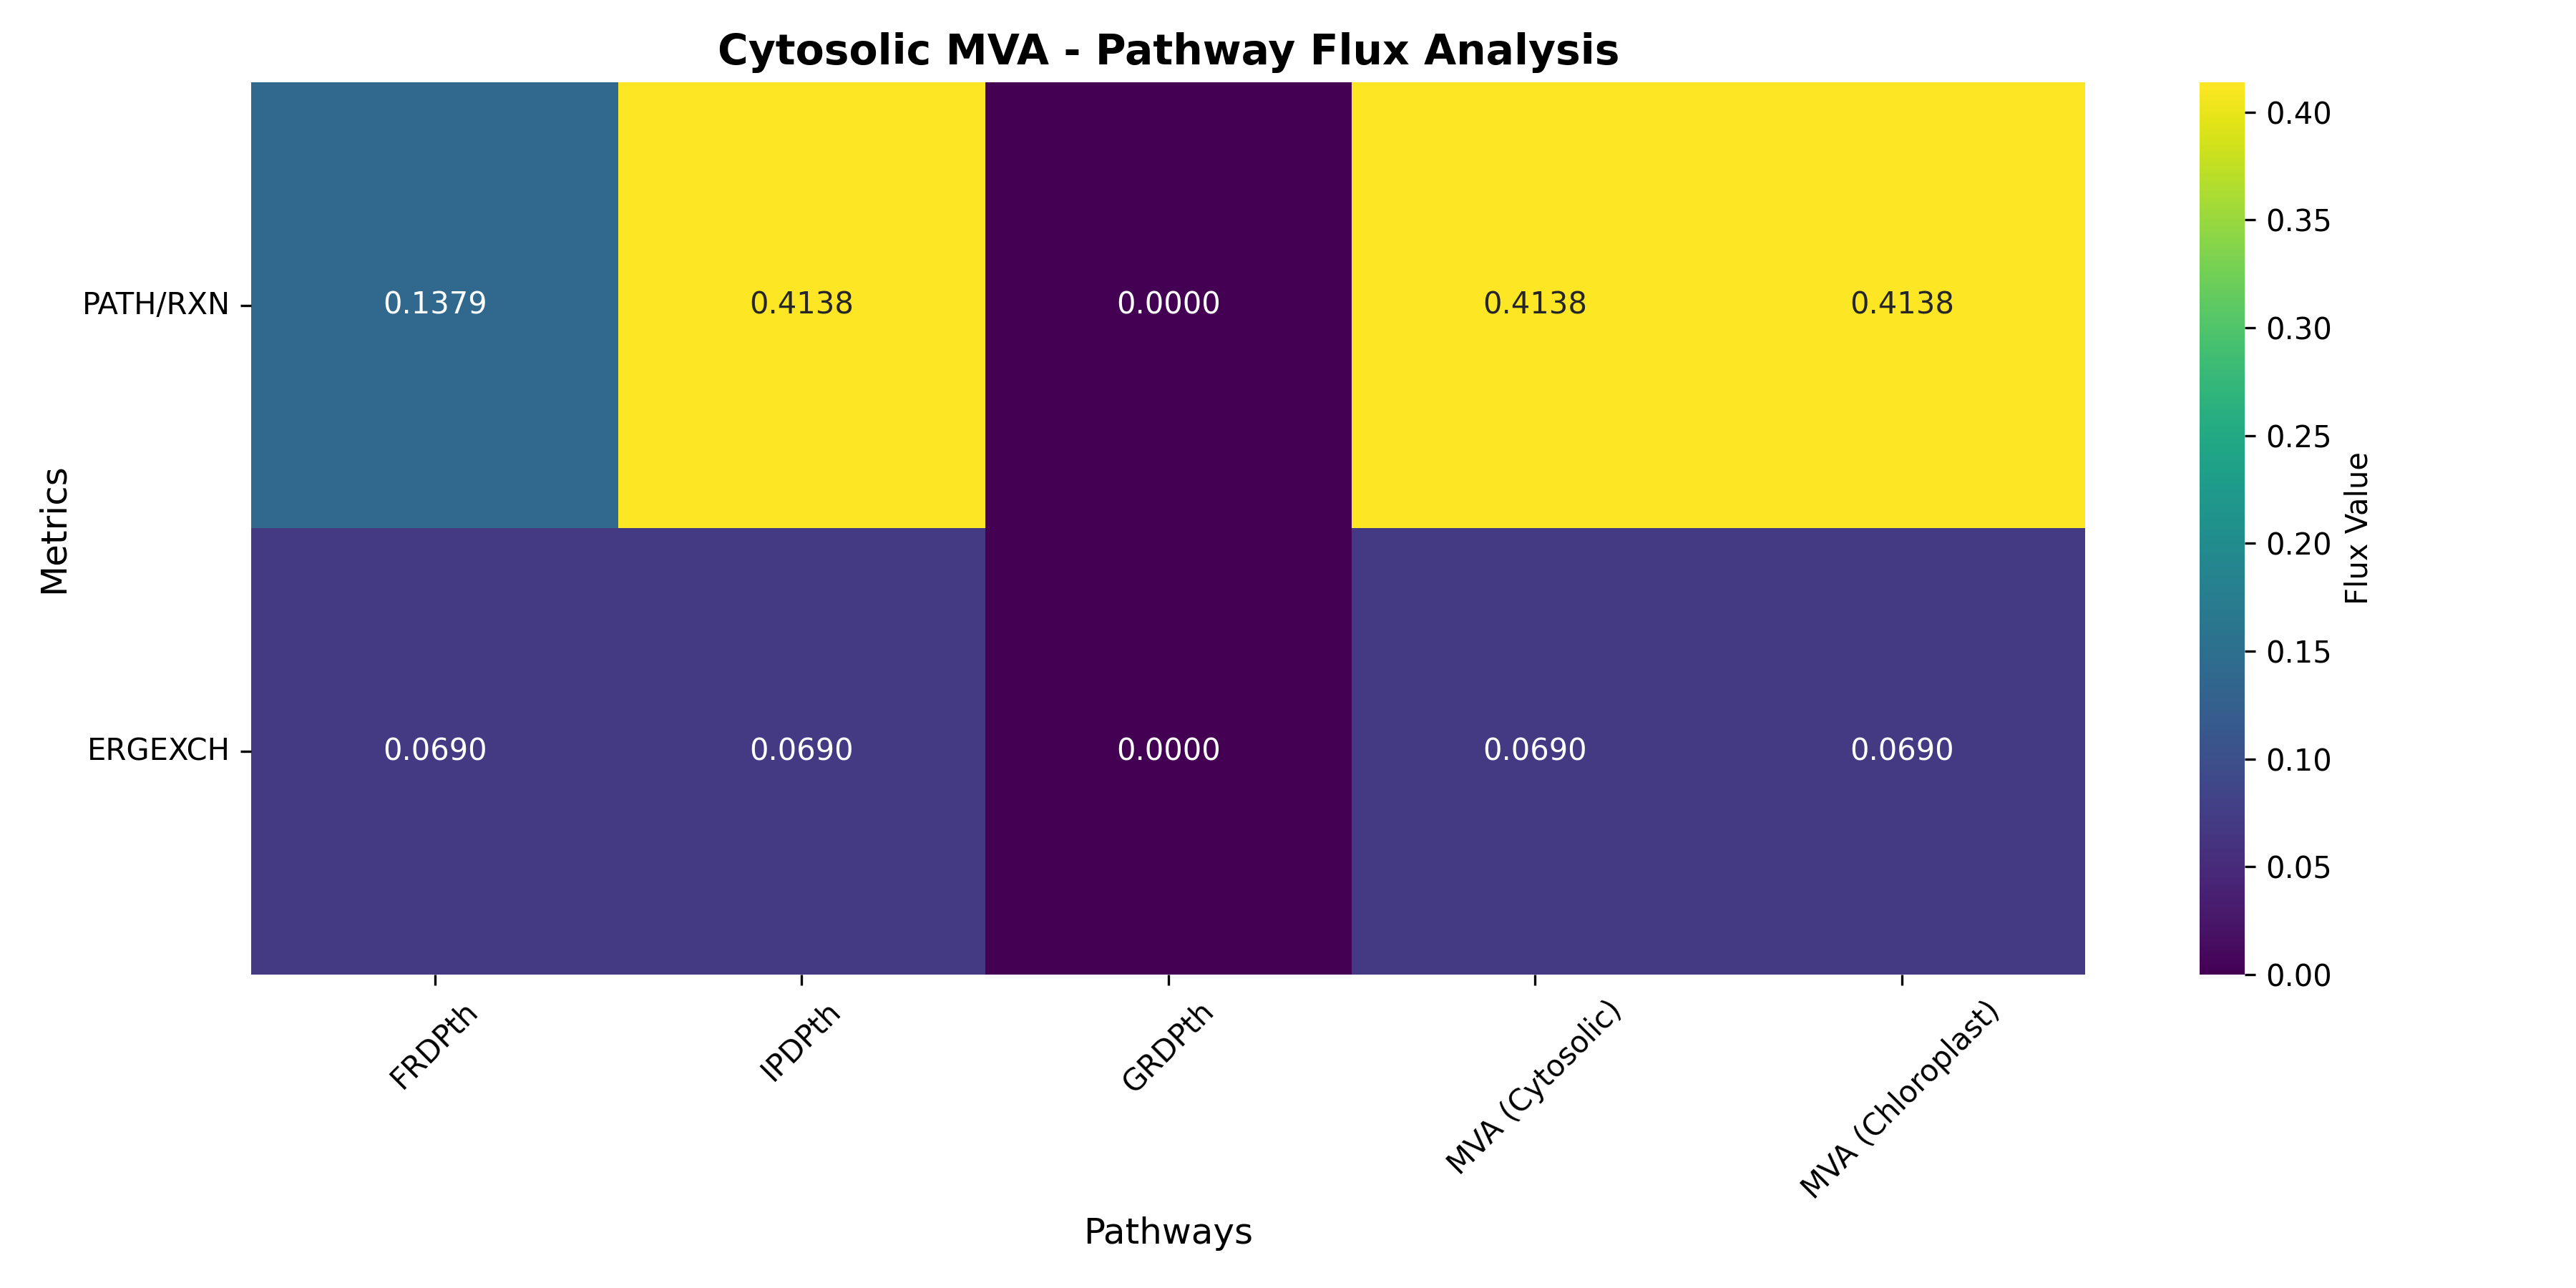 Cytosolic MVA - Pathway Flux Analysis
Metrics
PATH/RXN
0.1379 0.4138 0.0000 0.4138 0.4138
ERGEXCH
0.0690 0.0690 0.0000 0.0690 0.0690
FRDPth
IPDPth
GRDPth
MVA (Cytosolic)
MVA (Chloroplast)
Pathways
0.40
0.35
0.30
0.25
0.20
0.15
0.10
0.05
0.00
Flux Value